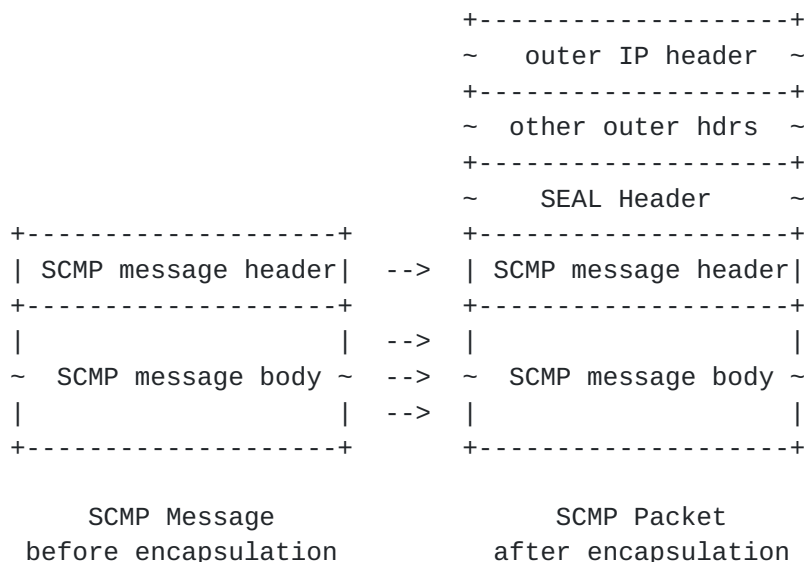 +--------------------+
                             ~   outer IP header  ~
                             +--------------------+
                             ~  other outer hdrs  ~
                             +--------------------+
                             ~    SEAL Header     ~
+--------------------+       +--------------------+
| SCMP message header|  -->  | SCMP message header|
+--------------------+       +--------------------+
|                    |  -->  |                    |
~  SCMP message body ~  -->  ~  SCMP message body ~
|                    |  -->  |                    |
+--------------------+       +--------------------+

     SCMP Message                  SCMP Packet
 before encapsulation          after encapsulation